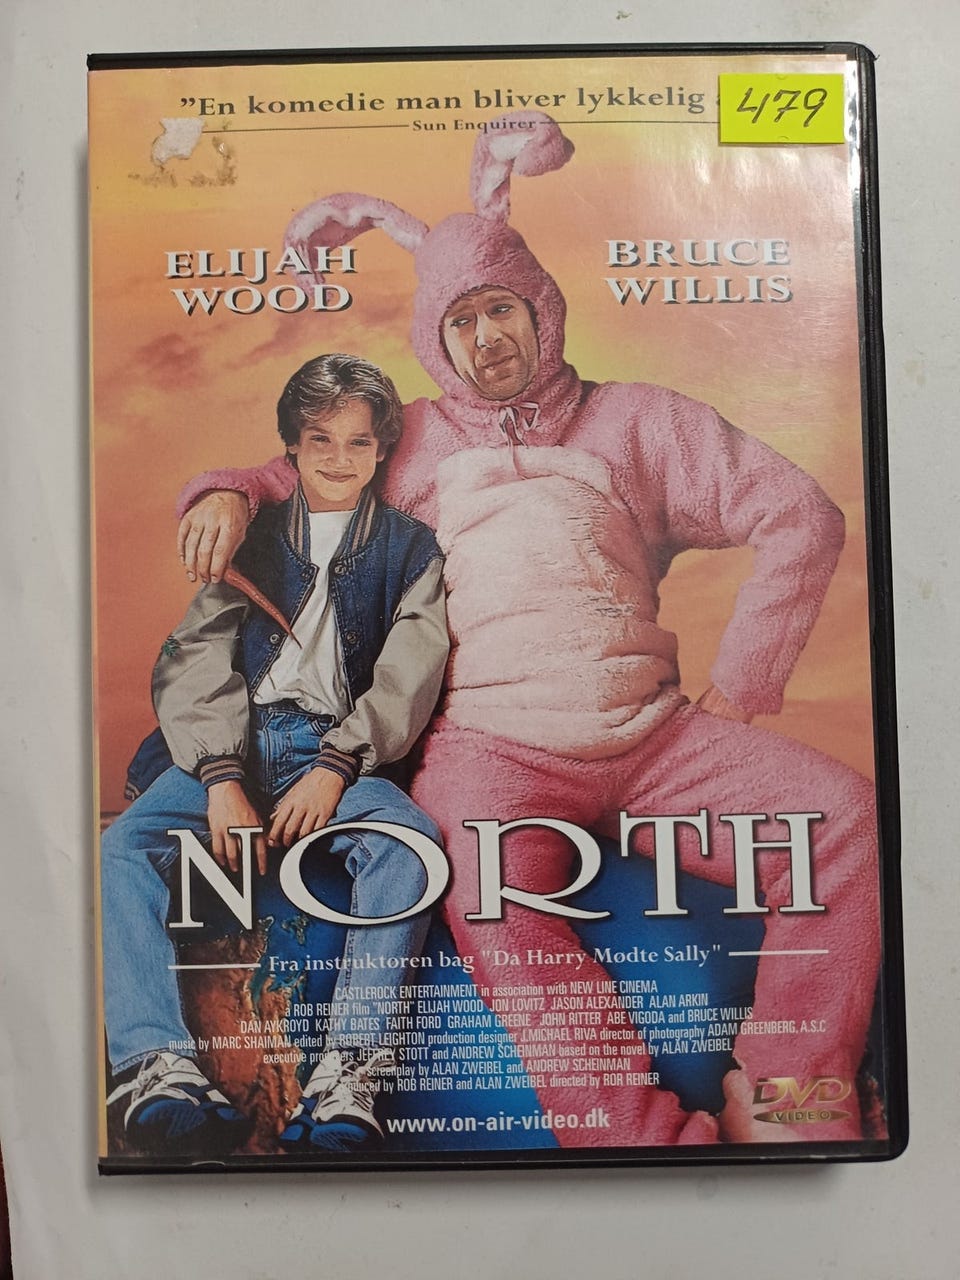 ”En komedie man bliver lykkelig
479
Sun Enquirer
ELIJAH
WOOD
BRUCE
WILLIS
NORTH
Fra instruktøren bag "Da Harry Mødte Sally"
CASTLEROCK ENTERTAINMENT in association with NEW LINE CINEMA
a ROB REINER film "NORTH" ELIJAH WOOD JON LOVITZ JASON ALEXANDER ALAN ARKIN
DAN AYKROYD KATHY BATES FAITH FORD GRAHAM GREENE JOHN RITTER ABE VIGODA and BRUCE WILLIS
music by MARC SHAIMAN edited by ROBERT LEIGHTON production designer J.MICHAEL RIVA director of photography ADAM GREENBERG, A.S.C
executive producers JEFFREY STOTT and ANDREW SCHEINMAN based on the novel by ALAN ZWEIBEL
screenplay by ALAN ZWEIBEL and ANDREW SCHEINMAN
produced by ROB REINER and ALAN ZWEIBEL directed by ROR REINER
DVD
VIDEO
www.on-air-video.dk